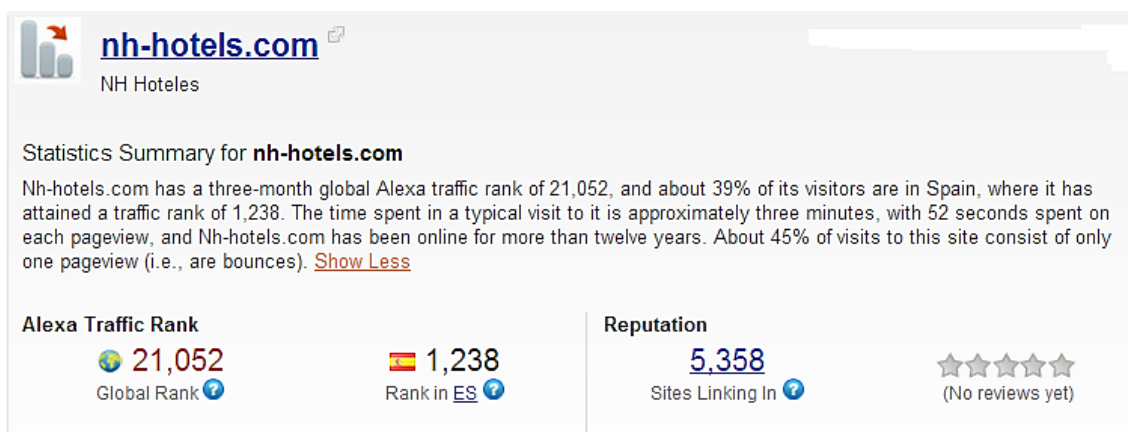 nh-hotels.com
NH Hoteles
Statistics Summary for nh-hotels.com
Nh-hotels.com has a three-month global Alexa traffic rank of 21,052, and about 39% of its visitors are in Spain, where it has
attained a traffic rank of 1,238. The time spent in a typical visit to it is approximately three minutes, with 52 seconds spent on
each pageview, and Nh-hotels.com has been online for more than twelve years. About 45% of visits to this site consist of only
one pageview (i.e., are bounces). Show Less
Alexa Traffic Rank
21,052
Global Rank ?
1,238
Rank in ES ?
Reputation
5,358
Sites Linking In ?
(No reviews yet)